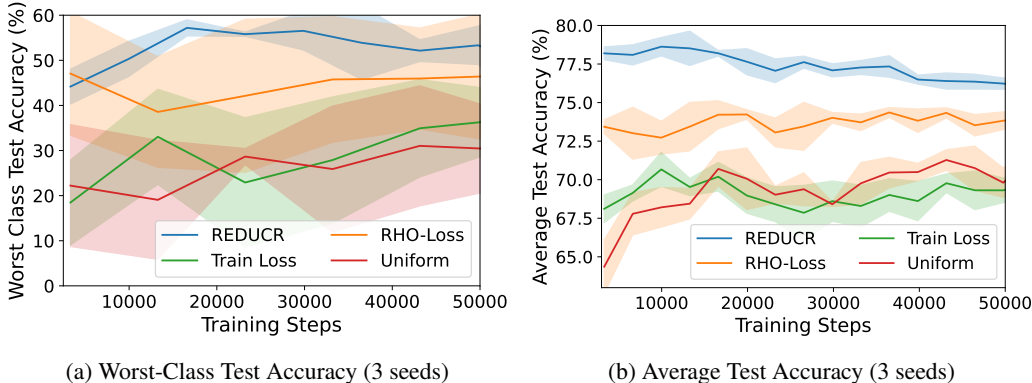 Worst Class Test Accuracy (%)
60
50
40
30
20
10
0
REDUCR
RHO-Loss
Train Loss
Uniform
10000
20000
30000
40000
50000
Training Steps
(a) Worst-Class Test Accuracy (3 seeds)
Average Test Accuracy (%)
80.0
77.5
75.0
72.5
70.0
67.5
65.0
REDUCR
Train Loss
RHO-Loss
Uniform
10000
20000
30000
40000
50000
Training Steps
(b) Average Test Accuracy (3 seeds)